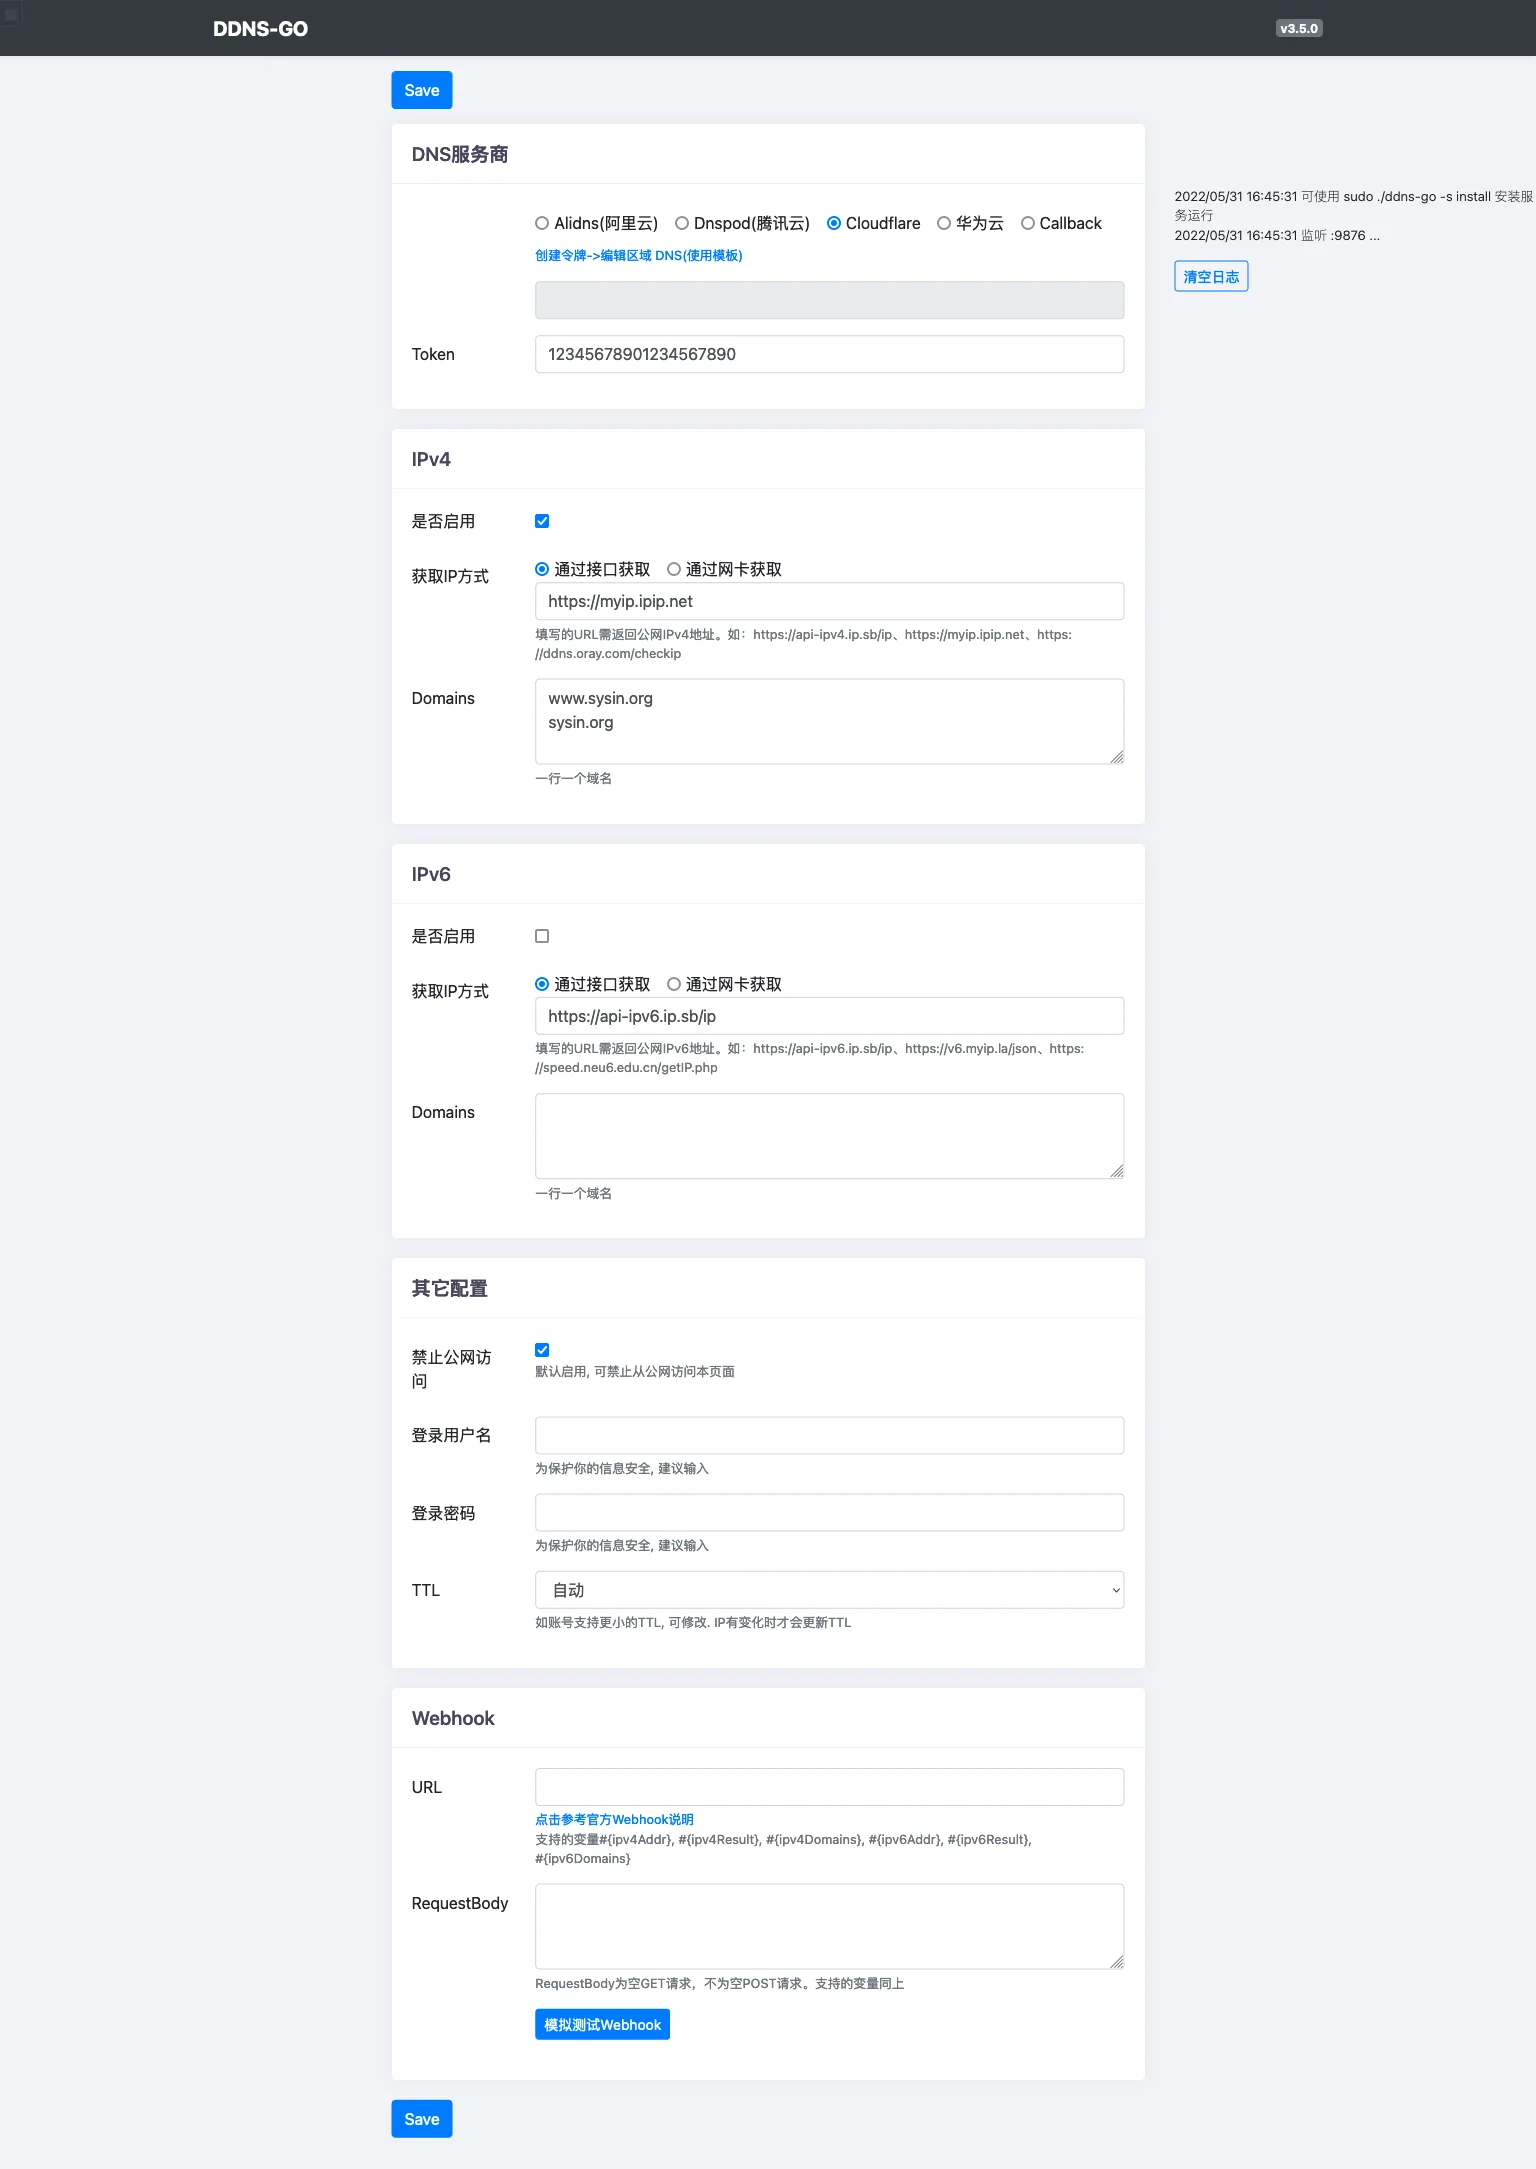 DDNS-GO
v3.5.0
Save
DNS服务商
Alidns(阿里云) Dnspod(腾讯云) Cloudflare 华为云 Callback
创建令牌->编辑区域 DNS(使用模板)
Token
12345678901234567890
2022/05/31 16:45:31 可使用 sudo ./ddns-go -s install 安装服
务运行
2022/05/31 16:45:31 监听 :9876 ...
清空日志
IPv4
是否启用
获取IP方式
通过接口获取 通过网卡获取
https://myip.ipip.net
填写的URL需返回公网IPv4地址。如：https://api-ipv4.ip.sb/ip、https://myip.ipip.net、https:
//ddns.oray.com/checkip
Domains
www.sysin.org
sysin.org
一行一个域名
IPv6
是否启用
获取IP方式
通过接口获取 通过网卡获取
https://api-ipv6.ip.sb/ip
填写的URL需返回公网IPv6地址。如：https://api-ipv6.ip.sb/ip、https://v6.myip.la/json、https:
//speed.neu6.edu.cn/getIP.php
Domains
一行一个域名
其它配置
禁止公网访
问
默认启用, 可禁止从公网访问本页面
登录用户名
为保护你的信息安全, 建议输入
登录密码
为保护你的信息安全, 建议输入
TTL
自动
如账号支持更小的TTL, 可修改. IP有变化时才会更新TTL
Webhook
URL
点击参考官方Webhook说明
支持的变量#{ipv4Addr}, #{ipv4Result}, #{ipv4Domains}, #{ipv6Addr}, #{ipv6Result},
#{ipv6Domains}
RequestBody
RequestBody为空GET请求，不为空POST请求。支持的变量同上
模拟测试Webhook
Save